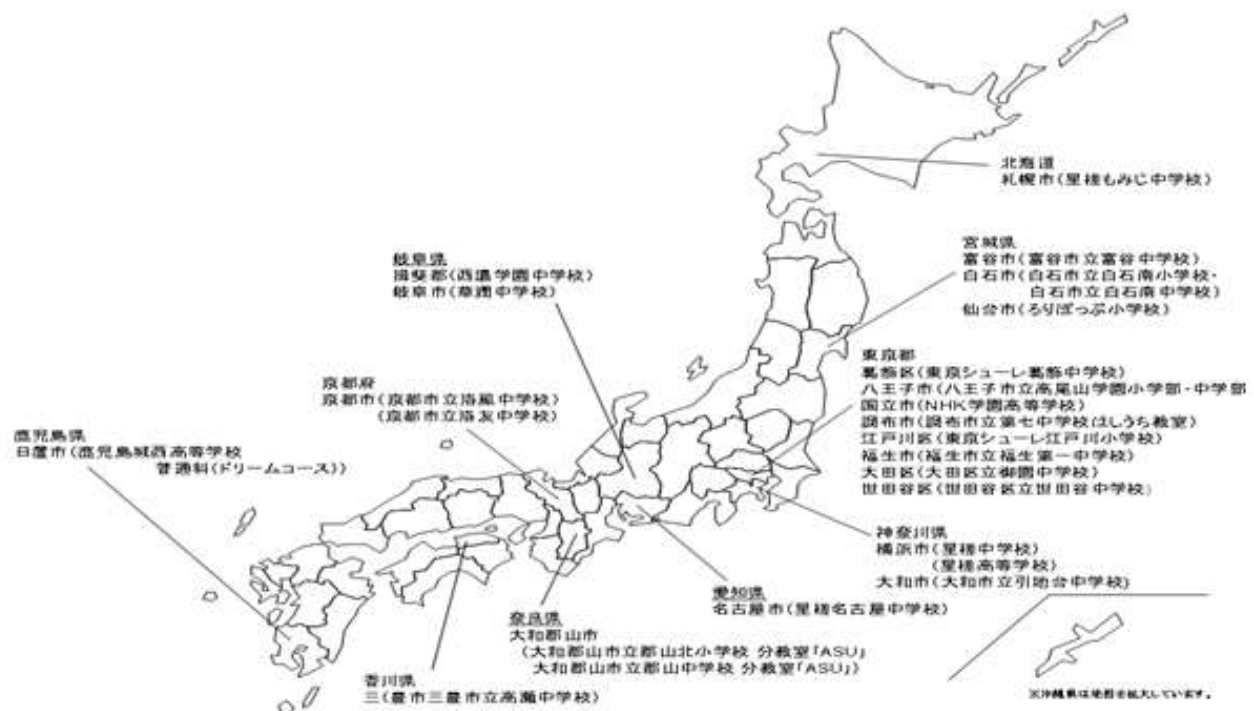 北海道
札幌市(星槎もみじ中学校)
宮城県
富谷市(富谷市立富谷中学校)
白石市(白石市立白石南小学校・
白石市立白石南中学校)
仙台市(ろりぽっぷ小学校)
岐阜県
揖斐郡(西濃学園中学校)
岐阜市(草潤中学校)
東京都
葛飾区(東京シューレ葛飾中学校)
八王子市(八王子市立高尾山学園小学部・中学部
国立市(NHK学園高等学校)
調布市(調布市立第七中学校はしうち教室)
江戸川区(東京シューレ江戸川小学校)
福生市(福生市立福生第一中学校)
大田区(大田区立御園中学校)
世田谷区(世田谷区立世田谷中学校)
京都府
京都市(京都市立洛風中学校)
(京都市立洛友中学校)
鹿児島県
日置市(鹿児島城西高等学校
普通科(ドリームコース))
神奈川県
横浜市(星槎中学校)
(星槎高等学校)
大和市(大和市立引地台中学校)
愛知県
名古屋市(星槎名古屋中学校)
奈良県
大和郡山市
(大和郡山市立郡山北小学校 分教室「ASU」
大和郡山市立郡山中学校 分教室「ASU」)
香川県
三(豊市三豊市立高瀬中学校)
※沖縄県は地図を拡大しています。